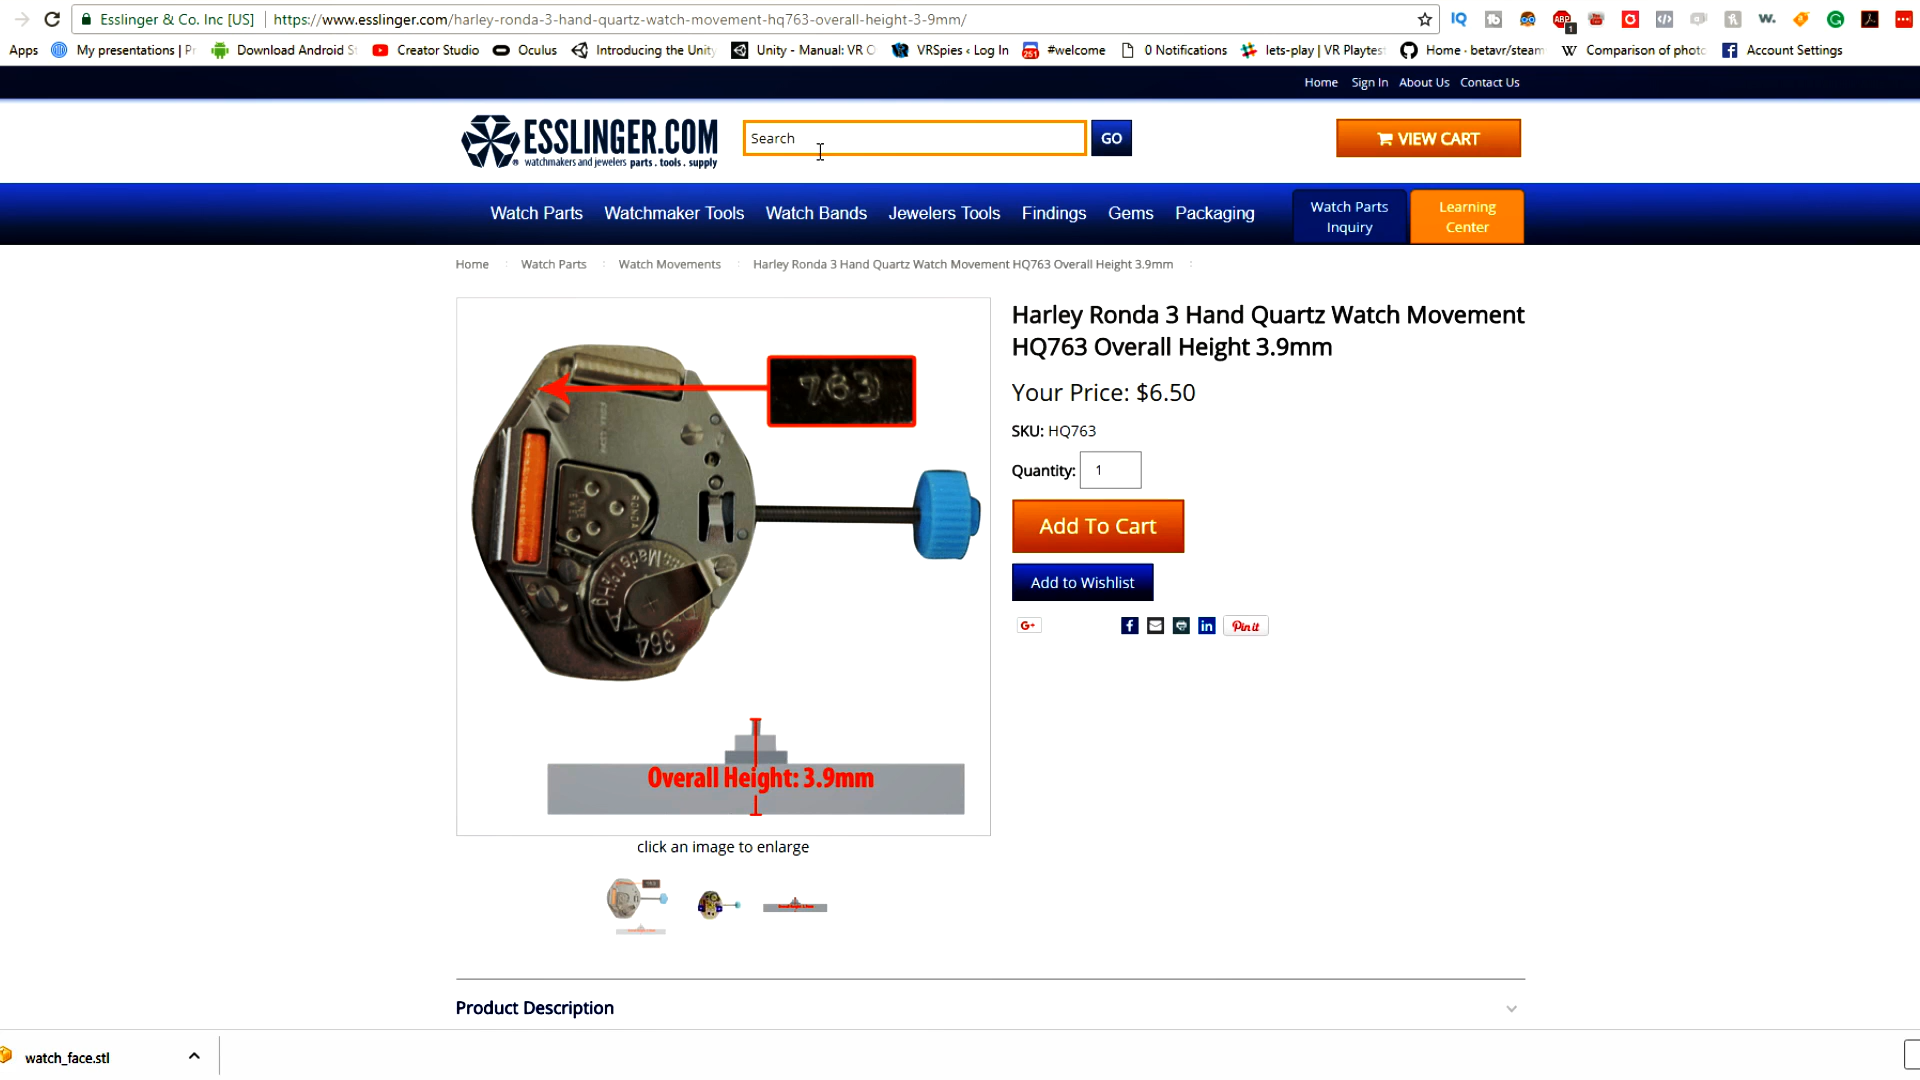 Esslinger & Co. Inc [US] https://www.esslinger.com/harley-ronda-3-hand-quartz-watch-movement-hq763-overall-height-3-9mm/
Apps My presentations | Pr Download Android S Creator Studio Oculus Introducing the Unity Unity - Manual: VR O VRSpies ‹ Log In #welcome 0 Notifications lets-play | VR Playtest Home · betavr/steam Comparison of photo Account Settings
Home Sign In About Us Contact Us
ESSLINGER.COM
watchmakers and jewelers parts . tools . supply
Search
GO
VIEW CART
Watch Parts Watchmaker Tools Watch Bands Jewelers Tools Findings Gems Packaging
Watch Parts Inquiry
Learning Center
Home : Watch Parts : Watch Movements : Harley Ronda 3 Hand Quartz Watch Movement HQ763 Overall Height 3.9mm :
Harley Ronda 3 Hand Quartz Watch Movement
HQ763 Overall Height 3.9mm
Your Price: $6.50
SKU: HQ763
Quantity: 1
Add To Cart
Add to Wishlist
G+ f in Pin it
763
RONDA
364
Overall Height: 3.9mm
click an image to enlarge
Product Description
watch_face.stl